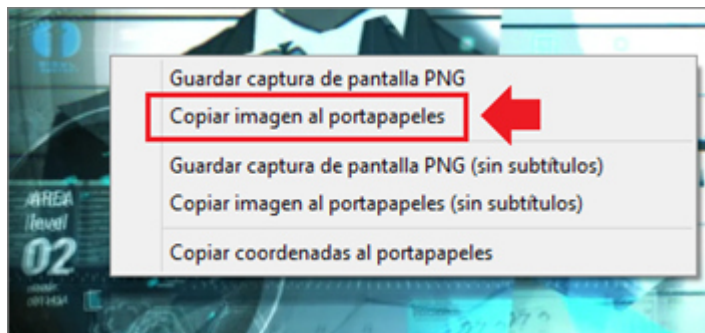 Guardar captura de pantalla PNG
Copiar imagen al portapapeles
Guardar captura de pantalla PNG (sin subtítulos)
Copiar imagen al portapapeles (sin subtítulos)
Copiar coordenadas al portapapeles
AREA
level
02